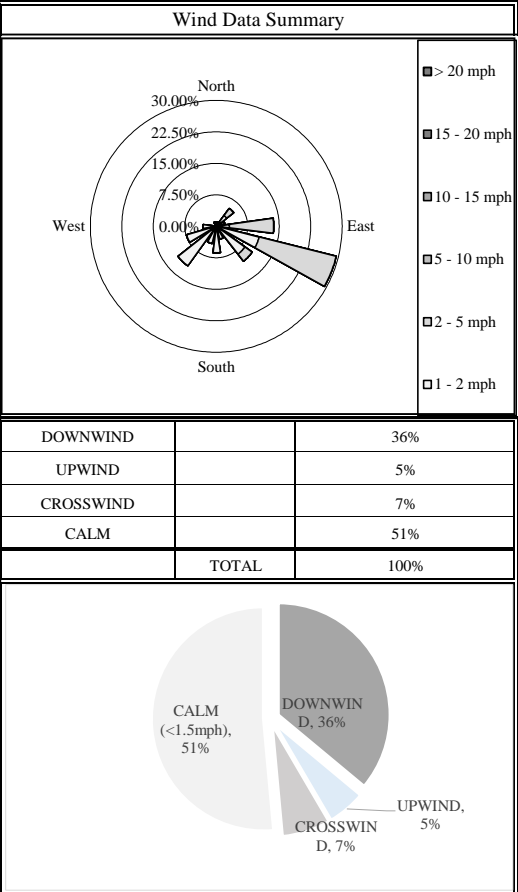 Wind Data Summary
North
30.00%
22.50%
15.00%
7.50%
0.00%
West
East
South
> 20 mph
15 - 20 mph
10 - 15 mph
5 - 10 mph
2 - 5 mph
1 - 2 mph
DOWNWIND 36%
UPWIND 5%
CROSSWIND 7%
CALM 51%
TOTAL 100%
CALM
(<1.5mph),
51%
DOWNWIN
D, 36%
UPWIND,
5%
CROSSWIN
D, 7%